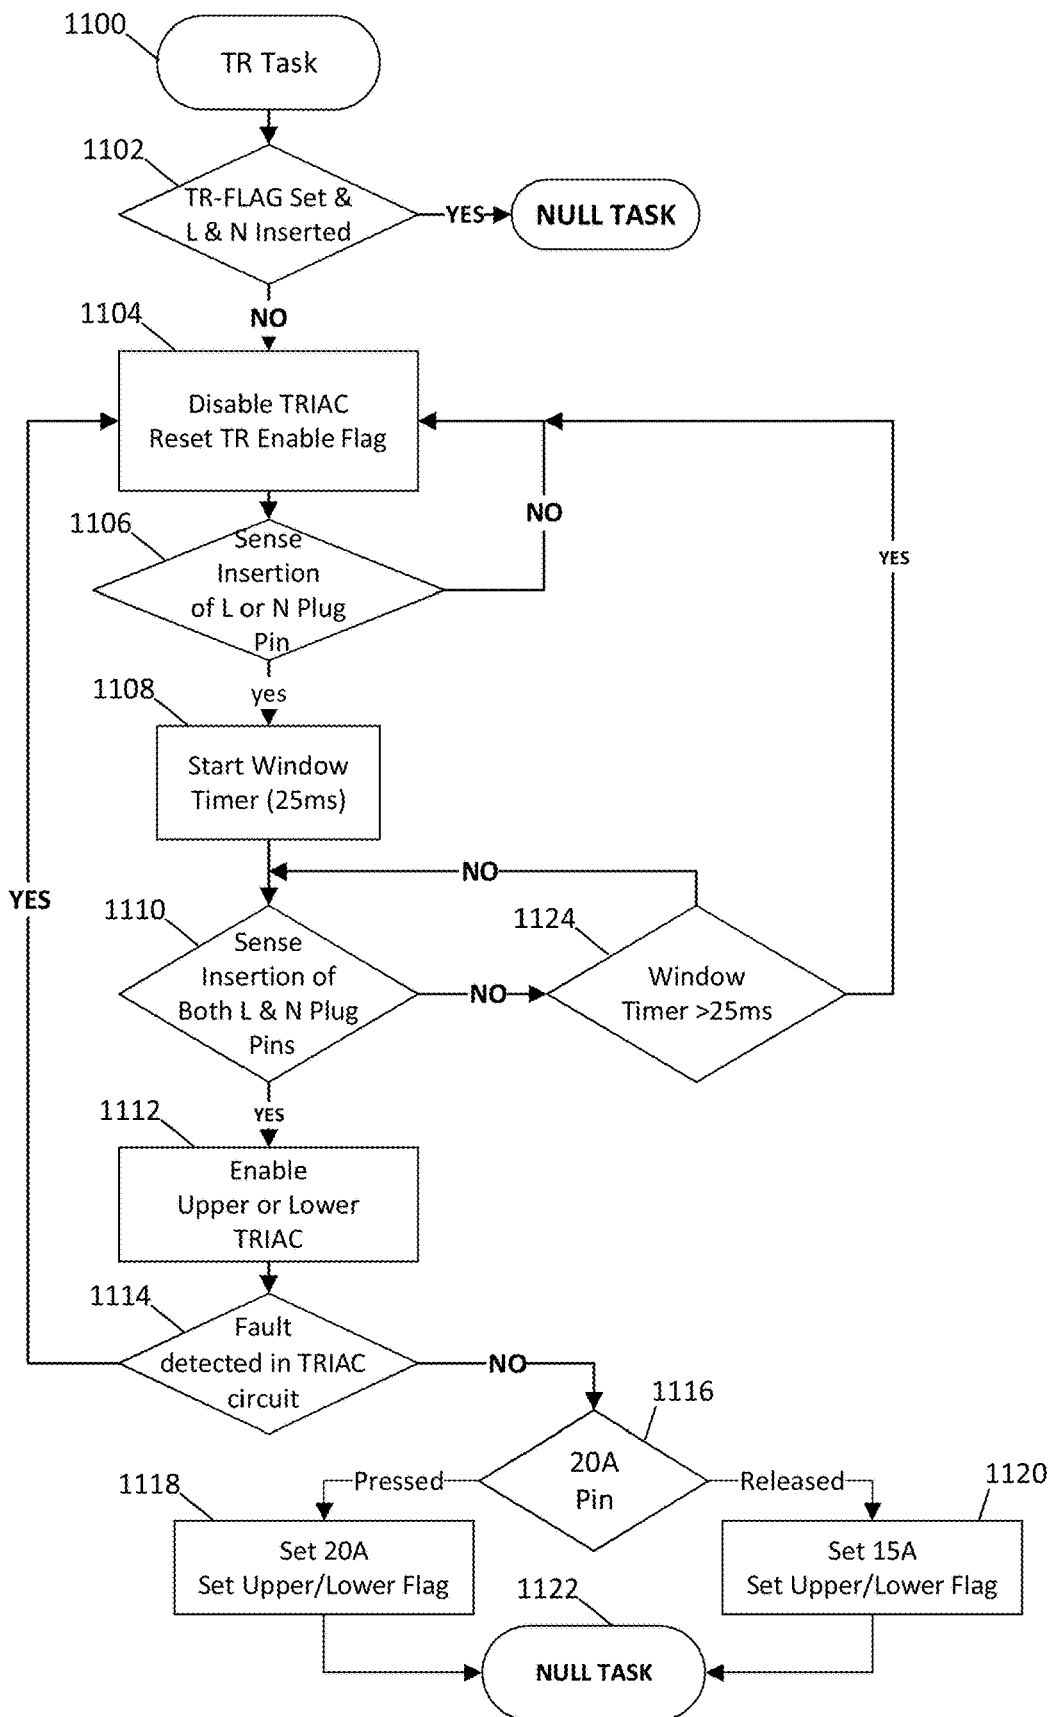 1100
TR Task
1102
TR-FLAG Set &
L & N Inserted
YES
NULL TASK
NO
1104
Disable TRIAC
Reset TR Enable Flag
1106
Sense
Insertion
of L or N Plug
Pin
NO
YES
yes
1108
Start Window
Timer (25ms)
NO
YES
1110
Sense
Insertion of
Both L & N Plug
Pins
NO
1124
Window
Timer >25ms
YES
1112
Enable
Upper or Lower
TRIAC
1114
Fault
detected in TRIAC
circuit
NO
1116
20A
Pin
Pressed
Released
1118
Set 20A
Set Upper/Lower Flag
1120
Set 15A
Set Upper/Lower Flag
1122
NULL TASK